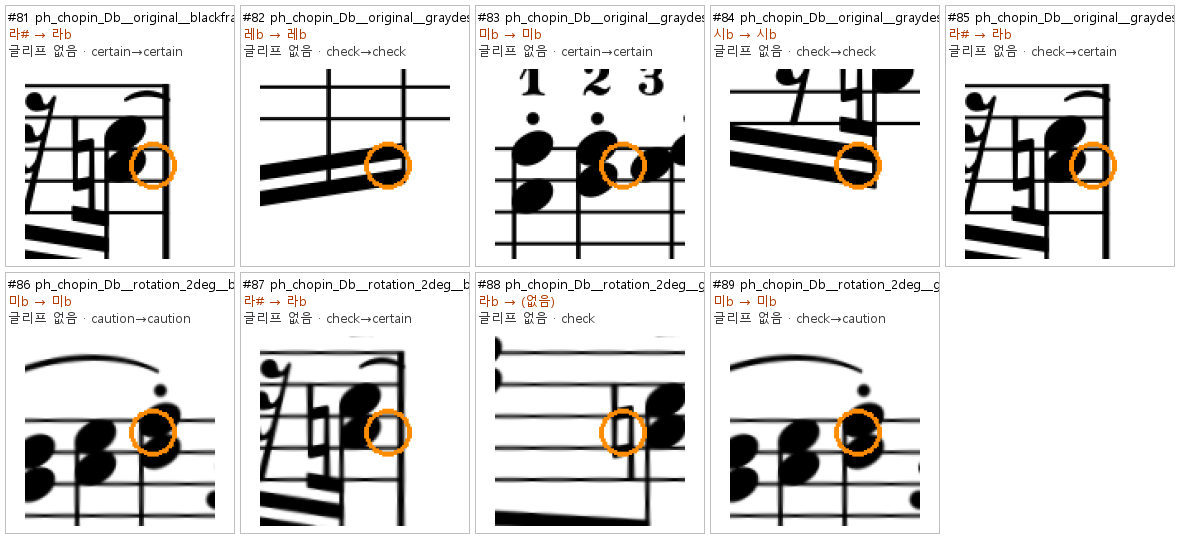 #81 ph_chopin_Db__original__blackfra
라# → 라b
글리프 없음 · certain→certain
#82 ph_chopin_Db__original__graydes
레b → 레b
글리프 없음 · check→check
#83 ph_chopin_Db__original__graydes
미b → 미b
글리프 없음 · certain→certain
1 2 3
#84 ph_chopin_Db__original__graydes
시b → 시b
글리프 없음 · check→check
#85 ph_chopin_Db__original__graydes
라# → 라b
글리프 없음 · check→certain
#86 ph_chopin_Db__rotation_2deg__b
미b → 미b
글리프 없음 · caution→caution
#87 ph_chopin_Db__rotation_2deg__b
라# → 라b
글리프 없음 · check→certain
#88 ph_chopin_Db__rotation_2deg__g
라b → (없음)
글리프 없음 · check
#89 ph_chopin_Db__rotation_2deg__g
미b → 미b
글리프 없음 · check→caution